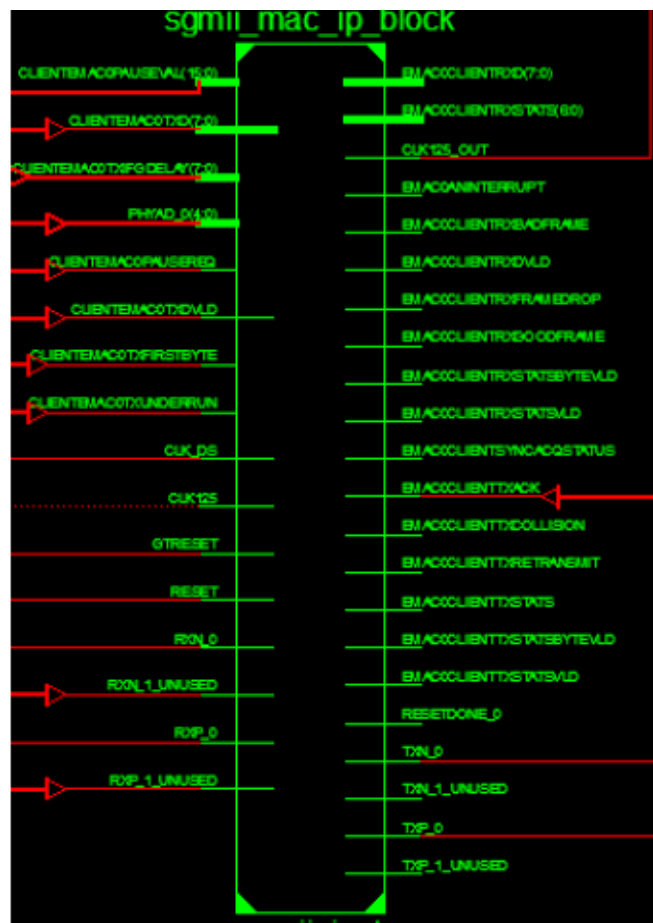 sgmii_mac_ip_block
CLIENTEMAC0PAUSEVAL(15:0)
CLIENTEMAC0TXD(7:0)
CLIENTEMAC0TXIFGDELAY(7:0)
PHYAD_0(4:0)
CLIENTEMAC0PAUSEREQ
CLIENTEMAC0TXDVLD
CLIENTEMAC0TXFIRSTBYTE
CLIENTEMAC0TXUNDERRUN
CLK_DS
CLK125
GTRESET
RESET
RXN_0
RXN_1_UNUSED
RXP_0
RXP_1_UNUSED
EMAC0CLIENTRXD(7:0)
EMAC0CLIENTRXSTATS(6:0)
CLK125_OUT
EMAC0ANINTERRUPT
EMAC0CLIENTRXBADFRAME
EMAC0CLIENTRXDVLD
EMAC0CLIENTRXFRAMEDROP
EMAC0CLIENTRXGOODFRAME
EMAC0CLIENTRXSTATSBYTEVLD
EMAC0CLIENTRXSTATSVLD
EMAC0CLIENTSYNCACQSTATUS
EMAC0CLIENTTXACK
EMAC0CLIENTTXCOLLISION
EMAC0CLIENTTXRETRANSMIT
EMAC0CLIENTTXSTATS
EMAC0CLIENTTXSTATSBYTEVLD
EMAC0CLIENTTXSTATSVLD
RESETDONE_0
TXN_0
TXN_1_UNUSED
TXP_0
TXP_1_UNUSED